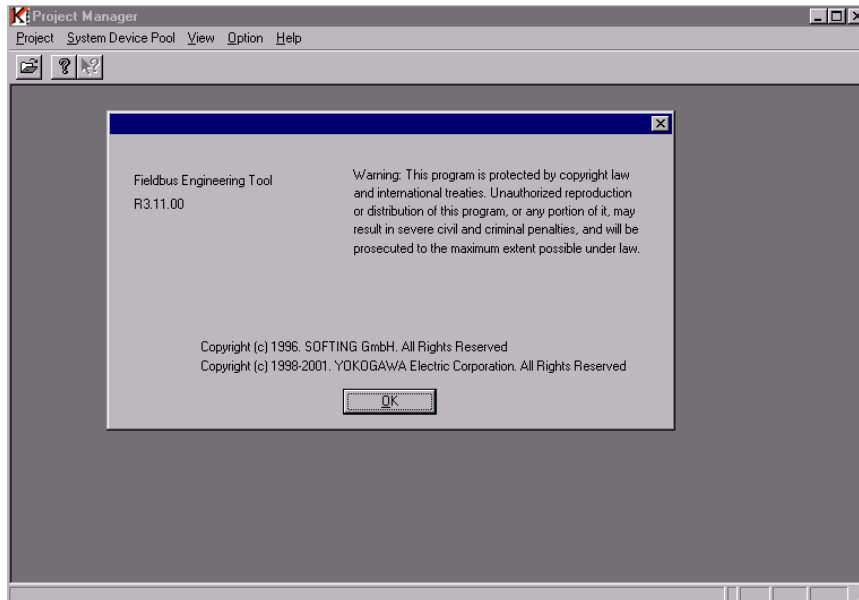 Project Manager
Project System Device Pool View Option Help
Fieldbus Engineering Tool
R3.11.00
Warning: This program is protected by copyright law
and international treaties. Unauthorized reproduction
or distribution of this program, or any portion of it, may
result in severe civil and criminal penalties, and will be
prosecuted to the maximum extent possible under law.
Copyright (c) 1996. SOFTING GmbH. All Rights Reserved
Copyright (c) 1998-2001. YOKOGAWA Electric Corporation. All Rights Reserved
OK